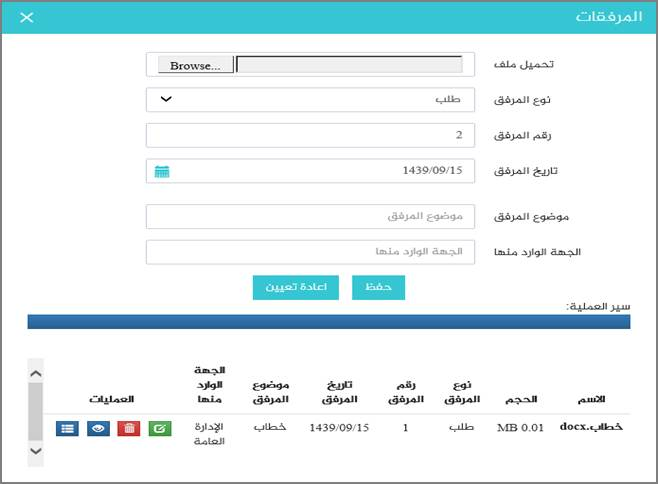 المرفقات
تحميل ملف
Browse...
نوع المرفق
طلب
رقم المرفق
2
تاريخ المرفق
1439/09/15
موضوع المرفق
موضوع المرفق
الجهة الوارد منها
الجهة الوارد منها
حفظ
اعادة تعيين
سير العملية:
الاسم
الحجم
نوع
المرفق
رقم
المرفق
تاريخ
المرفق
موضوع
المرفق
الجهة
الوارد
منها
العمليات
خطاب.docx
0.01 MB
طلب
1
1439/09/15
خطاب
الإدارة
العامة